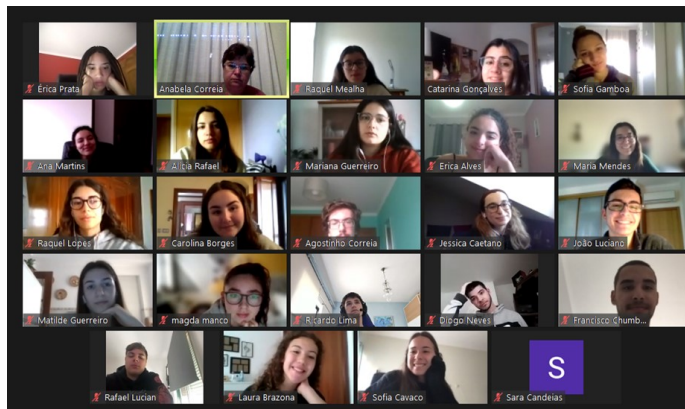 Érica Prata
Anabela Correia
Raquel Mealha
Catarina Gonçalves
Sofia Gamboa
Ana Martins
Alícia Rafael
Mariana Guerreiro
Erica Alves
Maria Mendes
Raquel Lopes
Carolina Borges
Agostinho Correia
Jessica Caetano
João Luciano
Matilde Guerreiro
magda manco
Ricardo Lima
Diogo Neves
Francisco Chumb...
Rafael Lucian
Laura Brazona
Sofia Cavaco
S
Sara Candeias